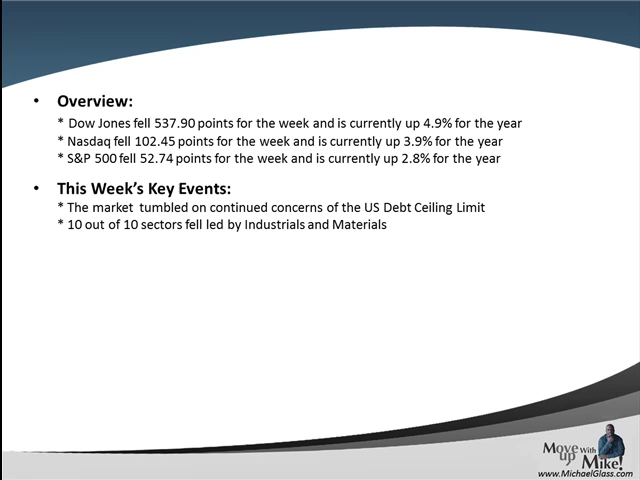 • Overview:
* Dow Jones fell 537.90 points for the week and is currently up 4.9% for the year
* Nasdaq fell 102.45 points for the week and is currently up 3.9% for the year
* S&P 500 fell 52.74 points for the week and is currently up 2.8% for the year
• This Week's Key Events:
* The market tumbled on continued concerns of the US Debt Ceiling Limit
* 10 out of 10 sectors fell led by Industrials and Materials
Move With
up Mike!
www.MichaelGlass.com